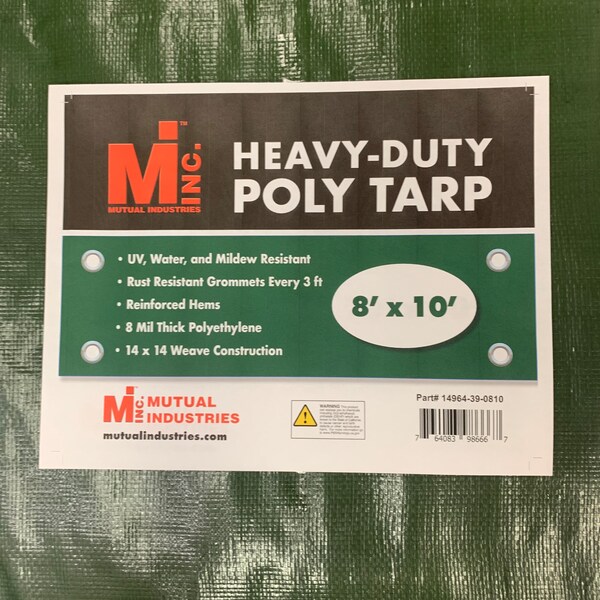 M
INC.
™
MUTUAL INDUSTRIES
HEAVY-DUTY
POLY TARP
• UV, Water, and Mildew Resistant
• Rust Resistant Grommets Every 3 ft
• Reinforced Hems
• 8 Mil Thick Polyethylene
• 14 x 14 Weave Construction
8’ x 10’
M
INC.
MUTUAL
INDUSTRIES
mutualindustries.com
WARNING:
Part# 14964-39-0810
7 64083 98666 7